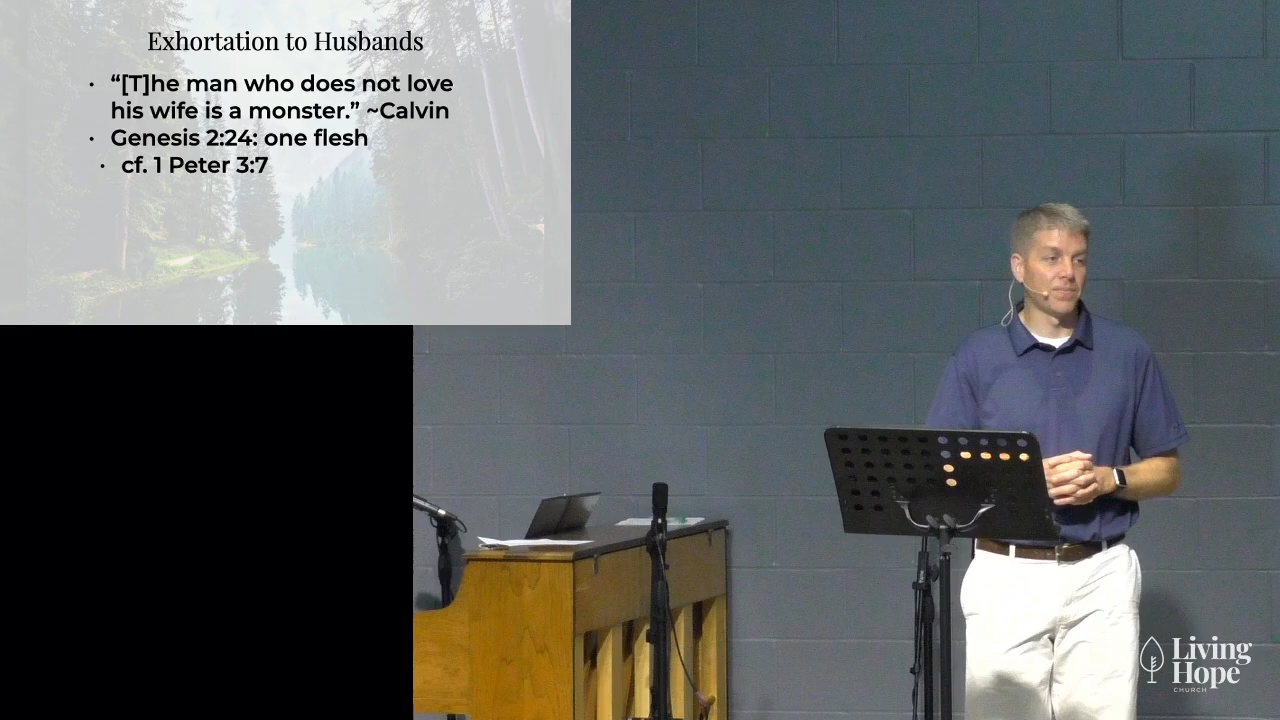 Exhortation to Husbands
• “[T]he man who does not love
his wife is a monster.” ~Calvin
• Genesis 2:24: one flesh
• cf. 1 Peter 3:7
Living
Hope
CHURCH